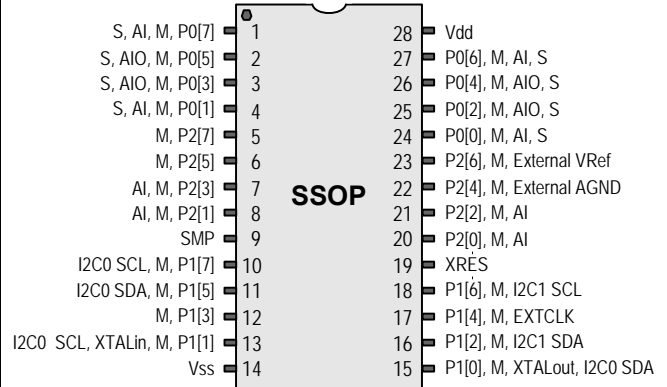 S, AI, M, P0[7] 1 28 Vdd
S, AIO, M, P0[5] 2 27 P0[6], M, AI, S
S, AIO, M, P0[3] 3 26 P0[4], M, AIO, S
S, AI, M, P0[1] 4 25 P0[2], M, AIO, S
M, P2[7] 5 24 P0[0], M, AI, S
M, P2[5] 6 23 P2[6], M, External VRef
AI, M, P2[3] 7 SSOP 22 P2[4], M, External AGND
AI, M, P2[1] 8 21 P2[2], M, AI
SMP 9 20 P2[0], M, AI
I2C0 SCL, M, P1[7] 10 19 XRES
I2C0 SDA, M, P1[5] 11 18 P1[6], M, I2C1 SCL
M, P1[3] 12 17 P1[4], M, EXTCLK
I2C0 SCL, XTALin, M, P1[1] 13 16 P1[2], M, I2C1 SDA
Vss 14 15 P1[0], M, XTALout, I2C0 SDA